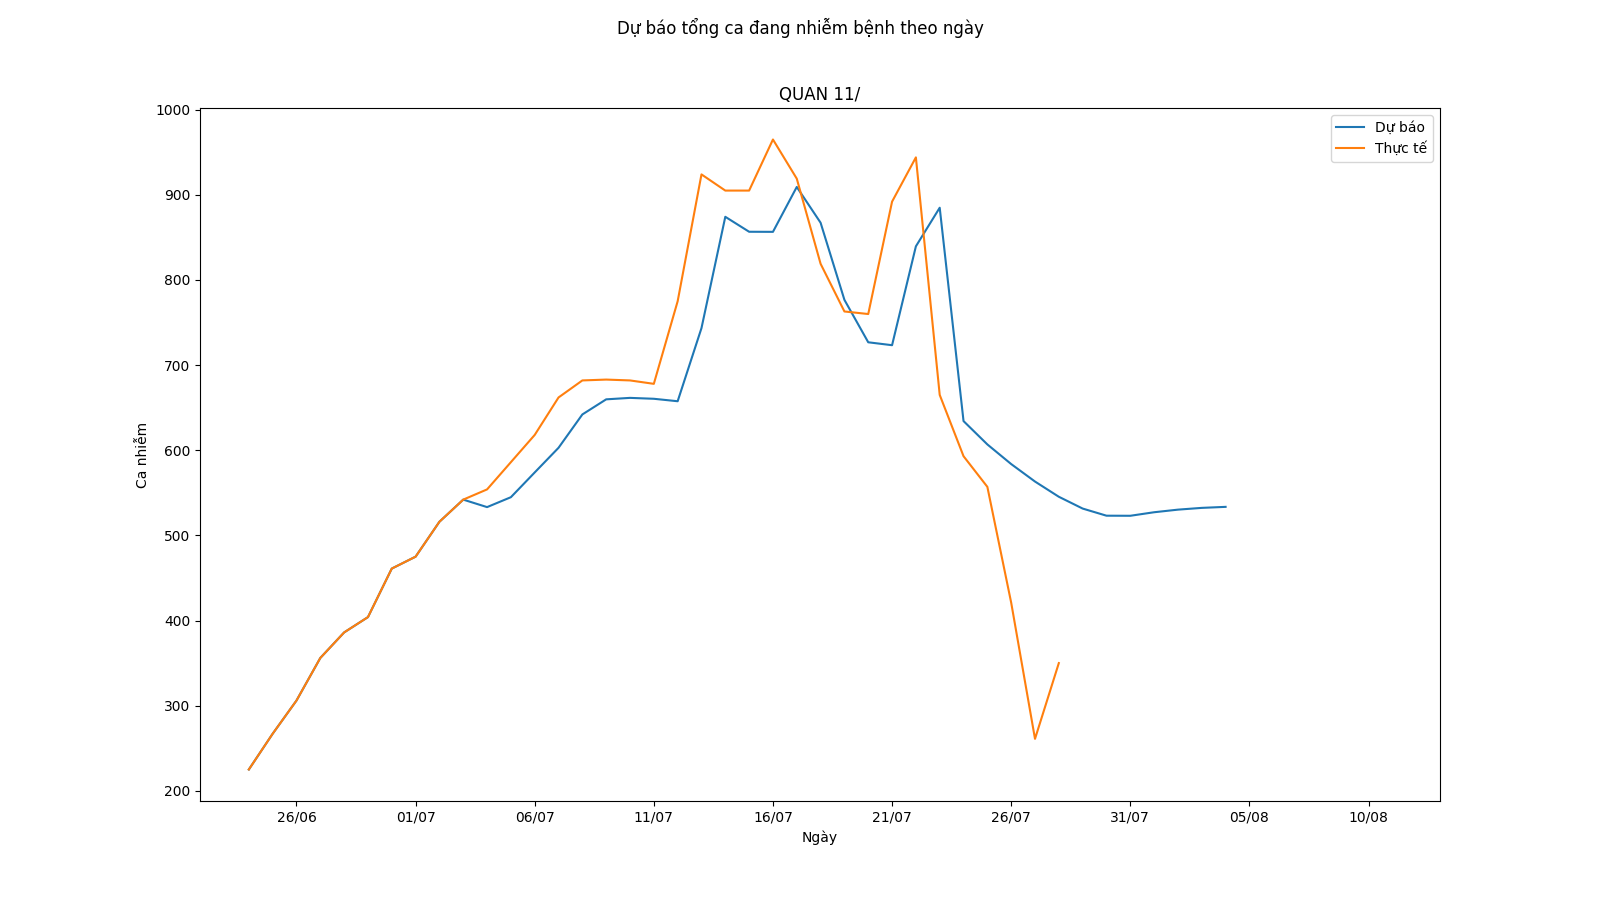 Dự báo tổng ca đang nhiễm bệnh theo ngày
QUAN 11/
Dự báo
Thực tế
1000
900
800
700
600
500
400
300
200
Ca nhiễm
26/06 01/07 06/07 11/07 16/07 21/07 26/07 31/07 05/08 10/08
Ngày